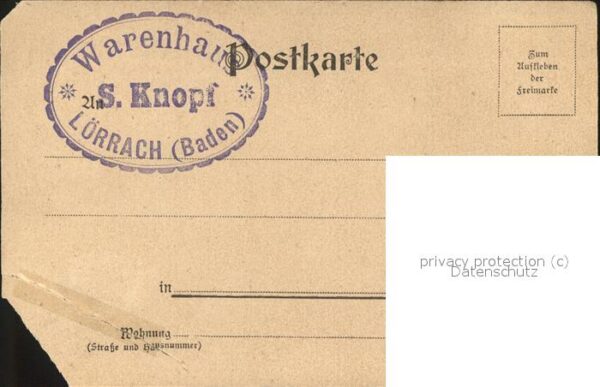 Warenhaus
Postkarte
An S. Knopf
LÖRRACH (Baden)
Zum
Aufkleben
der
Freimarke
in
Wohnung
(Straße und Hausnummer)
privacy protection (c)
Datenschutz